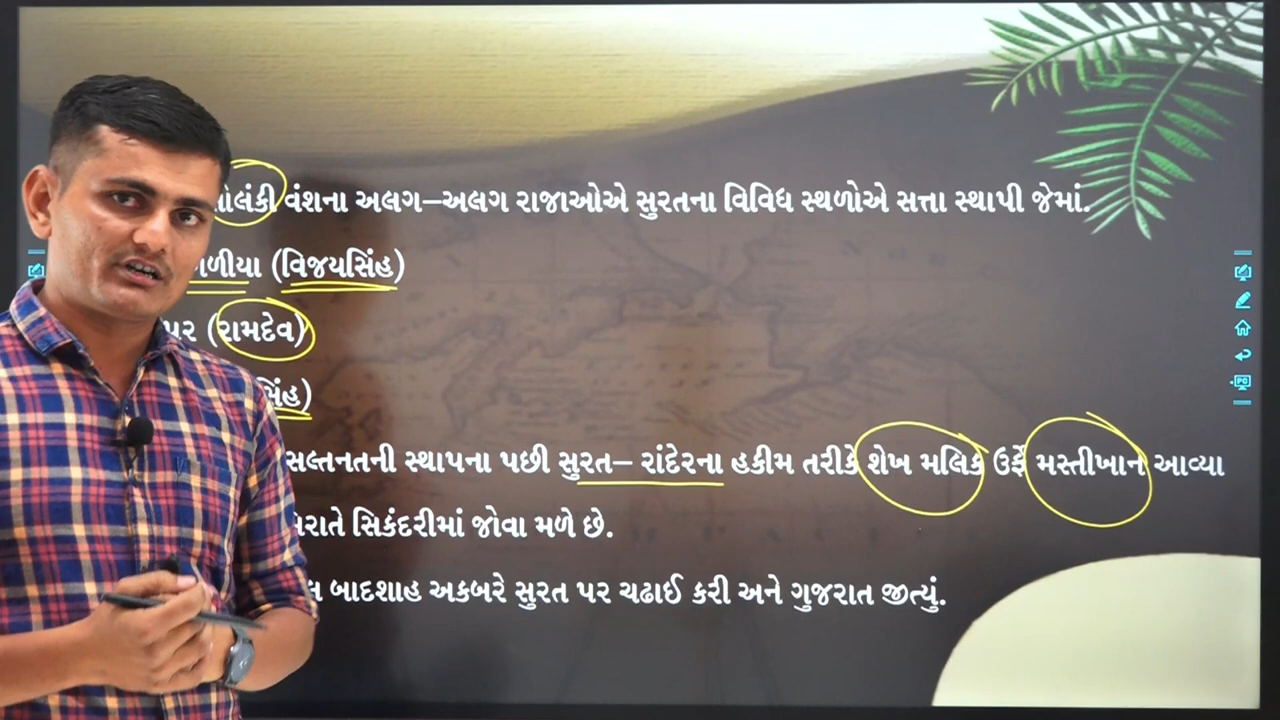 વંશના અલગ–અલગ રાજાઓએ સુરતના વિવિધ સ્થળોએ સત્તા સ્થાપી જેમાં.
(વિજયસિંહ)
(રામદેવ)
સલ્તનતની સ્થાપના પછી સુરત– રાંદેરના હકીમ તરીકે શેખ મલિક ઉર્ફે મસ્તીખાન આવ્યા
સિકંદરીમાં જોવા મળે છે.
બાદશાહ અકબરે સુરત પર ચઢાઈ કરી અને ગુજરાત જીત્યું.